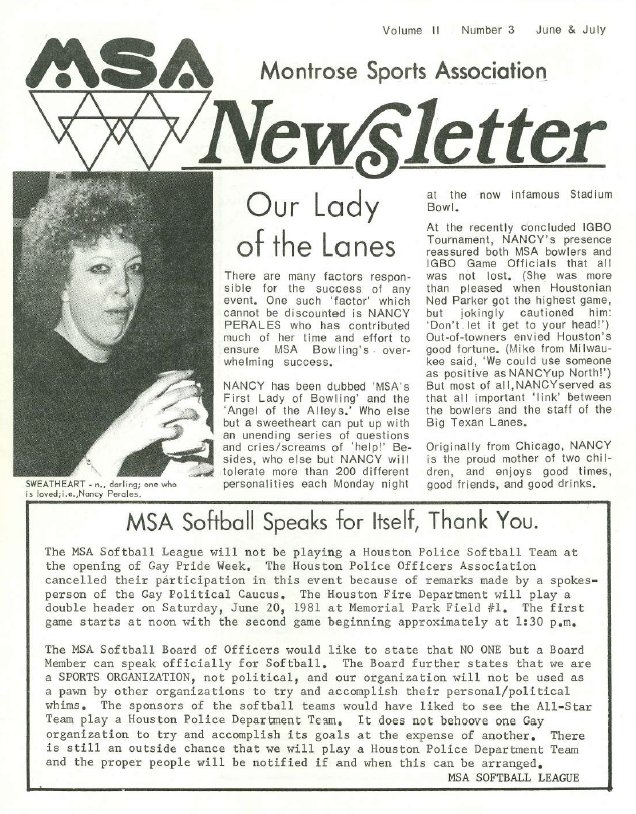 Volume II Number 3 June & July
MSA
Montrose Sports Association
Newsletter
Our Lady
of the Lanes
There are many factors respon-
sible for the success of any
event. One such 'factor' which
cannot be discounted is NANCY
PERALES who has contributed
much of her time and effort to
ensure MSA Bowling's over-
whelming success.
NANCY has been dubbed 'MSA's
First Lady of Bowling' and the
'Angel of the Alleys.' Who else
but a sweetheart can put up with
an unending series of questions
and cries/screams of 'help!' Be-
sides, who else but NANCY will
tolerate more than 200 different
personalities each Monday night
at the now infamous Stadium
Bowl.
At the recently concluded IGBO
Tournament, NANCY's presence
reassured both MSA bowlers and
IGBO Game Officials that all
was not lost. (She was more
than pleased when Houstonian
Ned Parker got the highest game,
but jokingly cautioned him:
'Don't let it get to your head!')
Out-of-towners envied Houston's
good fortune. (Mike from Milwau-
kee said, 'We could use someone
as positive as NANCYup North!')
But most of all,NANCYserved as
that all important 'link' between
the bowlers and the staff of the
Big Texan Lanes.
Originally from Chicago, NANCY
is the proud mother of two chil-
dren, and enjoys good times,
good friends, and good drinks.
SWEATHEART - n., darling; one who
is loved;i.e.,Nancy Perales.
MSA Softball Speaks for Itself, Thank You.
The MSA Softball League will not be playing a Houston Police Softball Team at
the opening of Gay Pride Week. The Houston Police Officers Association
cancelled their participation in this event because of remarks made by a spokes-
person of the Gay Political Caucus. The Houston Fire Department will play a
double header on Saturday, June 20, 1981 at Memorial Park Field #1. The first
game starts at noon with the second game beginning approximately at 1:30 p.m.
The MSA Softball Board of Officers would like to state that NO ONE but a Board
Member can speak officially for Softball. The Board further states that we are
a SPORTS ORGANIZATION, not political, and our organization will not be used as
a pawn by other organizations to try and accomplish their personal/political
whims. The sponsors of the softball teams would have liked to see the All-Star
Team play a Houston Police Department Team. It does not behoove one Gay
organization to try and accomplish its goals at the expense of another. There
is still an outside chance that we will play a Houston Police Department Team
and the proper people will be notified if and when this can be arranged.
MSA SOFTBALL LEAGUE